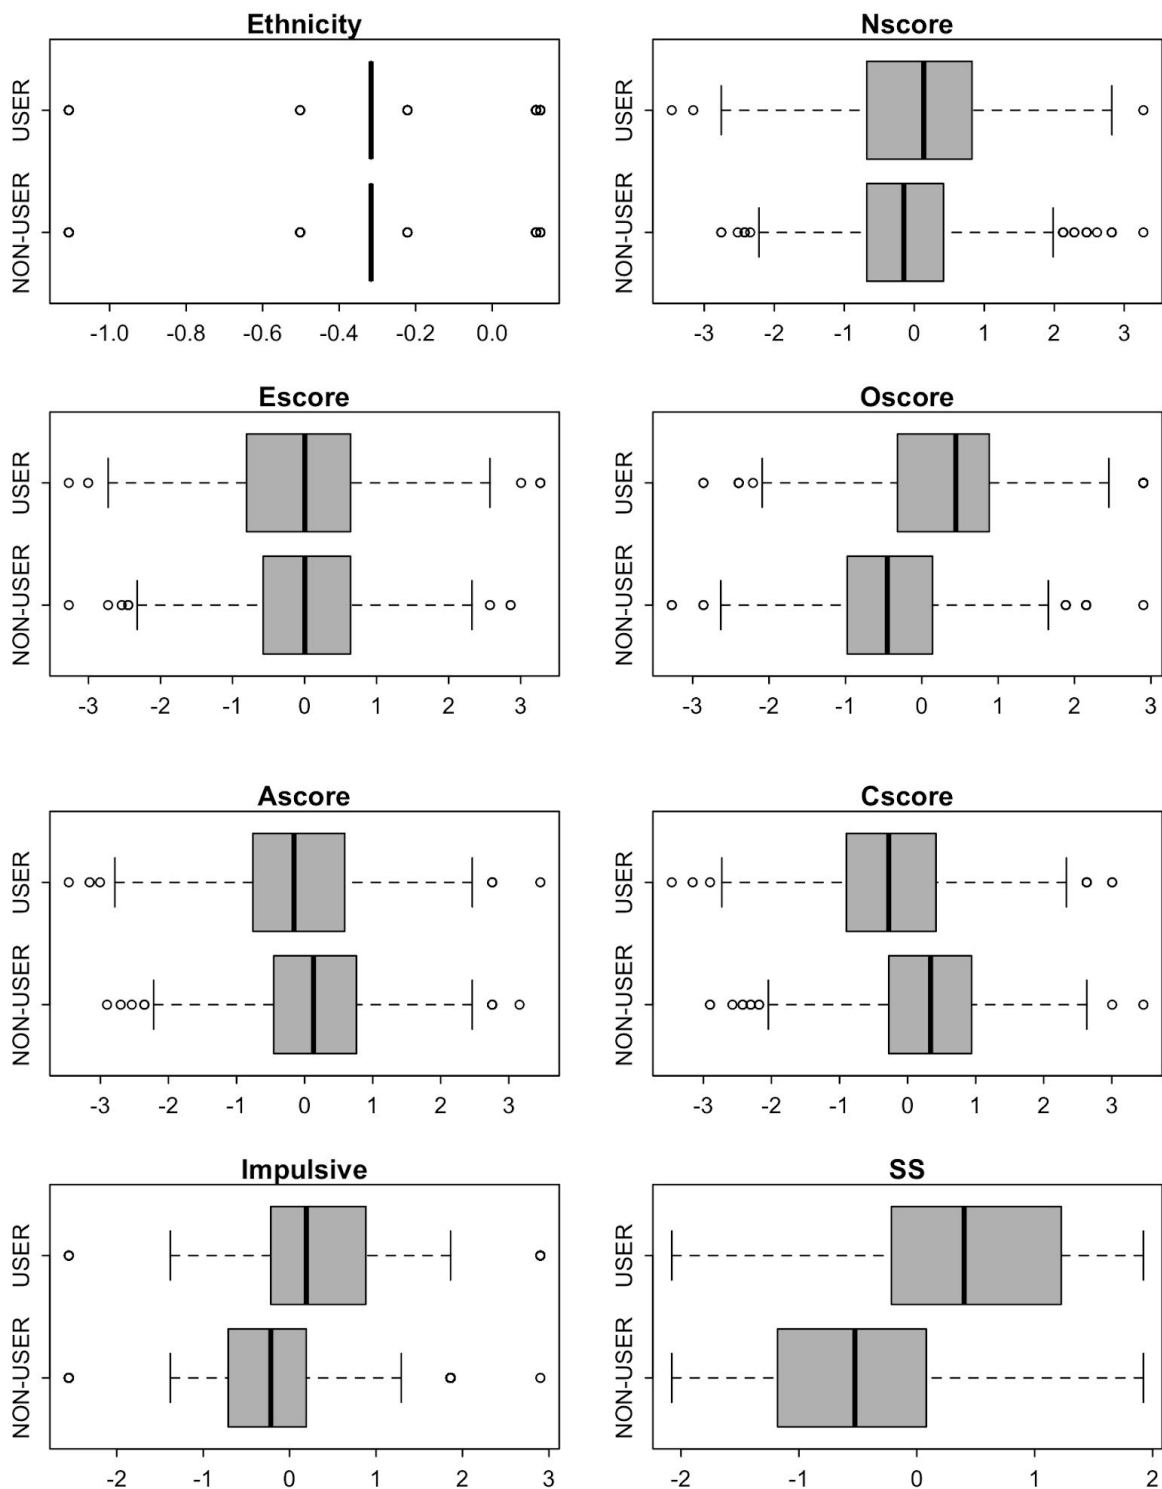 Ethnicity
USER
NON-USER
-1.0 -0.8 -0.6 -0.4 -0.2 0.0
Nscore
USER
NON-USER
-3 -2 -1 0 1 2 3
Escore
USER
NON-USER
-3 -2 -1 0 1 2 3
Oscore
USER
NON-USER
-3 -2 -1 0 1 2 3
Ascore
USER
NON-USER
-3 -2 -1 0 1 2 3
Cscore
USER
NON-USER
-3 -2 -1 0 1 2 3
Impulsive
USER
NON-USER
-2 -1 0 1 2 3
SS
USER
NON-USER
-2 -1 0 1 2